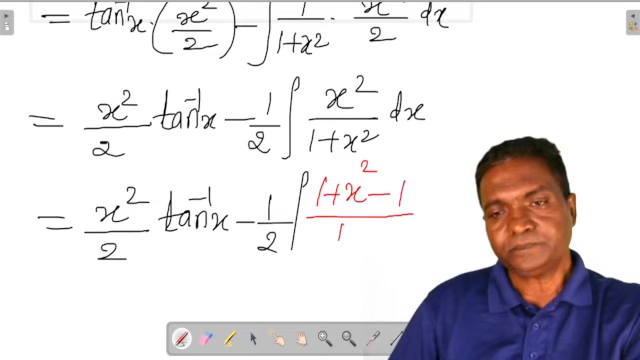 = tan⁻¹x · (x²/2) − ∫ 1/(1+x²) · x²/2 dx
= x²/2 tan⁻¹x − 1/2 ∫ x²/(1+x²) dx
= x²/2 tan⁻¹x − 1/2 ∫ (1+x²−1)/1